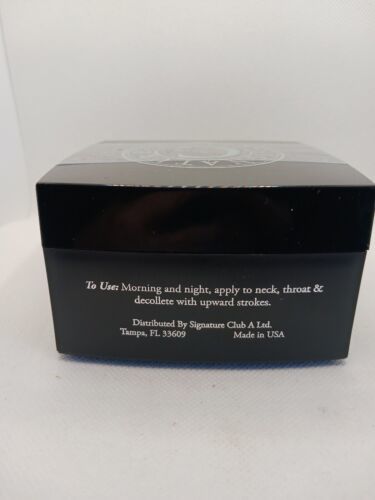 To Use: Morning and night, apply to neck, throat &
decollete with upward strokes.
Distributed By Signature Club A Ltd.
Tampa, FL 33609 Made in USA